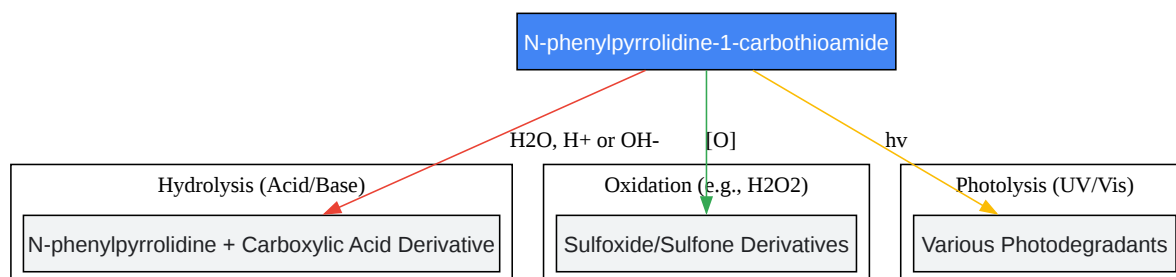 N-phenylpyrrolidine-1-carbothioamide
H2O, H+ or OH-
[O]
hv
Hydrolysis (Acid/Base)
Oxidation (e.g., H2O2)
Photolysis (UV/Vis)
N-phenylpyrrolidine + Carboxylic Acid Derivative
Sulfoxide/Sulfone Derivatives
Various Photodegradants